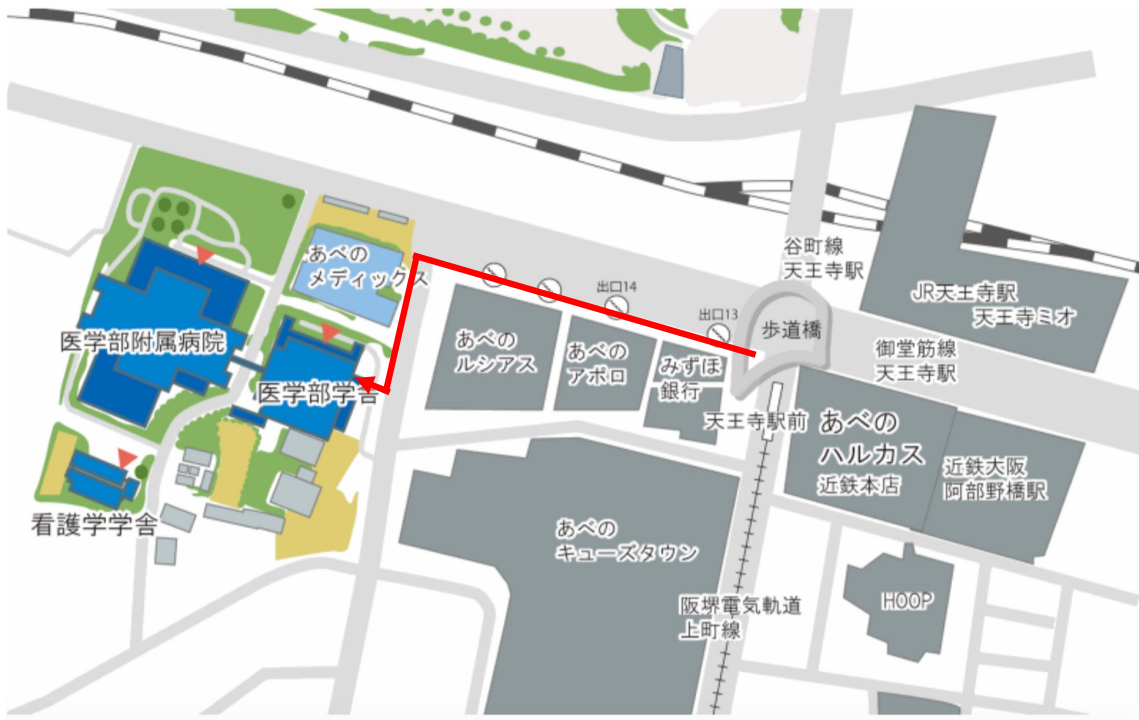 谷町線
天王寺駅
あべの
メディックス
JR天王寺駅
天王寺ミオ
出口14
出口13
歩道橋
医学部附属病院
あべの
ルシアス
あべの
アポロ
みずほ
銀行
御堂筋線
天王寺駅
医学部学舎
天王寺駅前
あべの
ハルカス
近鉄本店
近鉄大阪
阿部野橋駅
看護学学舎
あべの
キューズタウン
阪堺電気軌道
上町線
HOOP